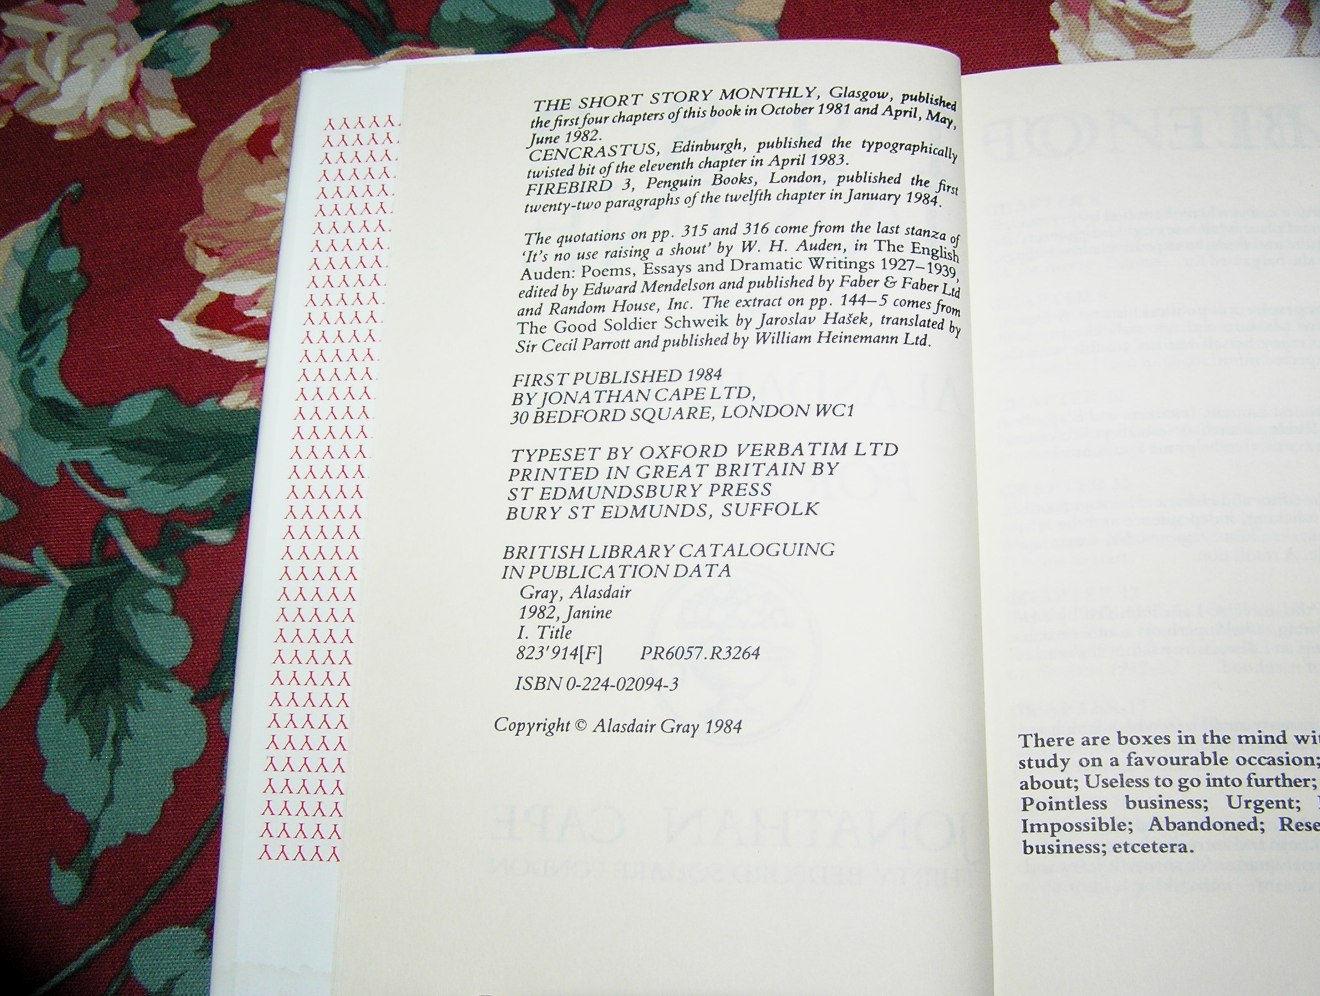 THE SHORT STORY MONTHLY, Glasgow, published
the first four chapters of this book in October 1981 and April, May,
June 1982.
CENCRASTUS, Edinburgh, published the typographically
twisted bit of the eleventh chapter in April 1983.
FIREBIRD 3, Penguin Books, London, published the first
twenty-two paragraphs of the twelfth chapter in January 1984.
The quotations on pp. 315 and 316 come from the last stanza of
‘It's no use raising a shout’ by W. H. Auden, in The English
Auden: Poems, Essays and Dramatic Writings 1927–1939,
edited by Edward Mendelson and published by Faber & Faber Ltd
and Random House, Inc. The extract on pp. 144–5 comes from
The Good Soldier Schweik by Jaroslav Hašek, translated by
Sir Cecil Parrott and published by William Heinemann Ltd.
FIRST PUBLISHED 1984
BY JONATHAN CAPE LTD,
30 BEDFORD SQUARE, LONDON WC1
TYPESET BY OXFORD VERBATIM LTD
PRINTED IN GREAT BRITAIN BY
ST EDMUNDSBURY PRESS
BURY ST EDMUNDS, SUFFOLK
BRITISH LIBRARY CATALOGUING
IN PUBLICATION DATA
Gray, Alasdair
1982, Janine
I. Title
823'914[F] PR6057.R3264
ISBN 0-224-02094-3
Copyright © Alasdair Gray 1984
There are boxes in the mind
study on a favourable occasion;
about; Useless to go into further;
Pointless business; Urgent;
Impossible; Abandoned;
business; etcetera.